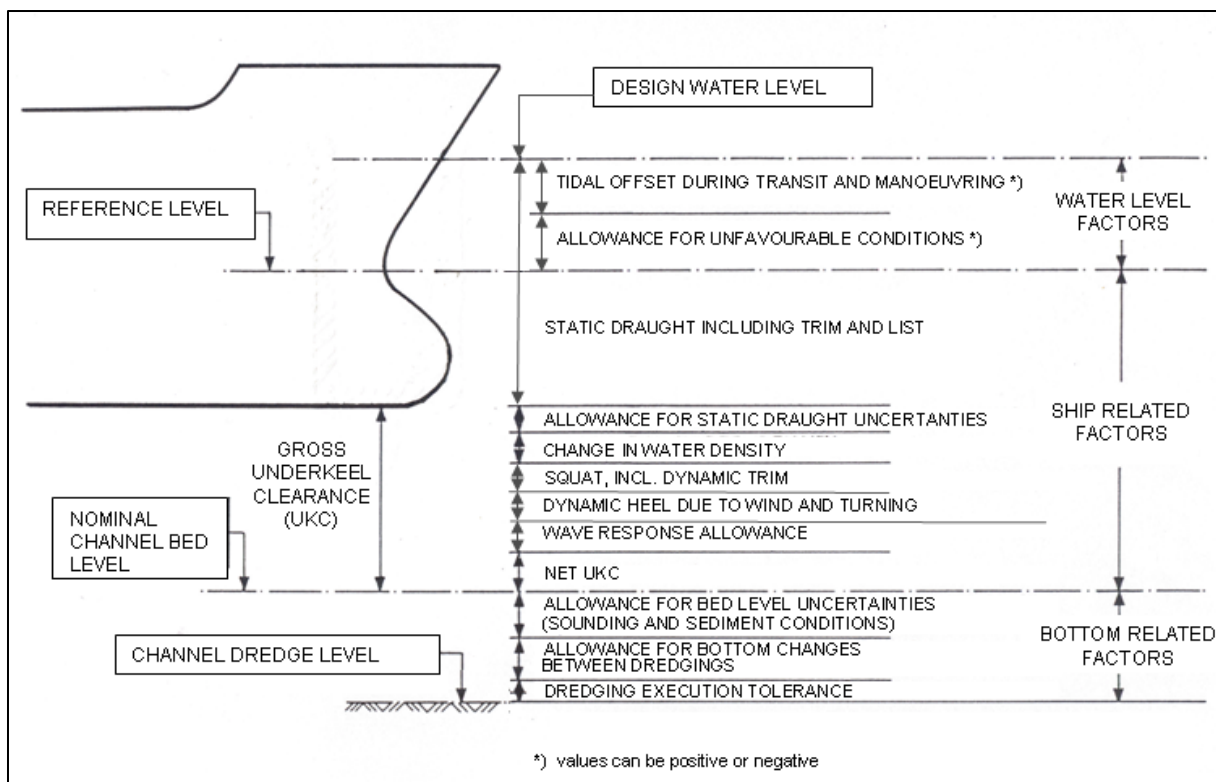 DESIGN WATER LEVEL
TIDAL OFFSET DURING TRANSIT AND MANOEUVRING *)
REFERENCE LEVEL
WATER LEVEL
FACTORS
ALLOWANCE FOR UNFAVOURABLE CONDITIONS *)
STATIC DRAUGHT INCLUDING TRIM AND LIST
SHIP RELATED
FACTORS
ALLOWANCE FOR STATIC DRAUGHT UNCERTANTIES
CHANGE IN WATER DENSITY
GROSS
UNDERKEEL
CLEARANCE
(UKC)
SQUAT, INCL. DYNAMIC TRIM
DYNAMIC HEEL DUE TO WIND AND TURNING
NOMINAL
CHANNEL BED
LEVEL
WAVE RESPONSE ALLOWANCE
NET UKC
ALLOWANCE FOR BED LEVEL UNCERTAINTIES
(SOUNDING AND SEDIMENT CONDITIONS)
BOTTOM RELATED
FACTORS
CHANNEL DREDGE LEVEL
ALLOWANCE FOR BOTTOM CHANGES
BETWEEN DREDGINGS
DREDGING EXECUTION TOLERANCE
*) values can be positive or negative